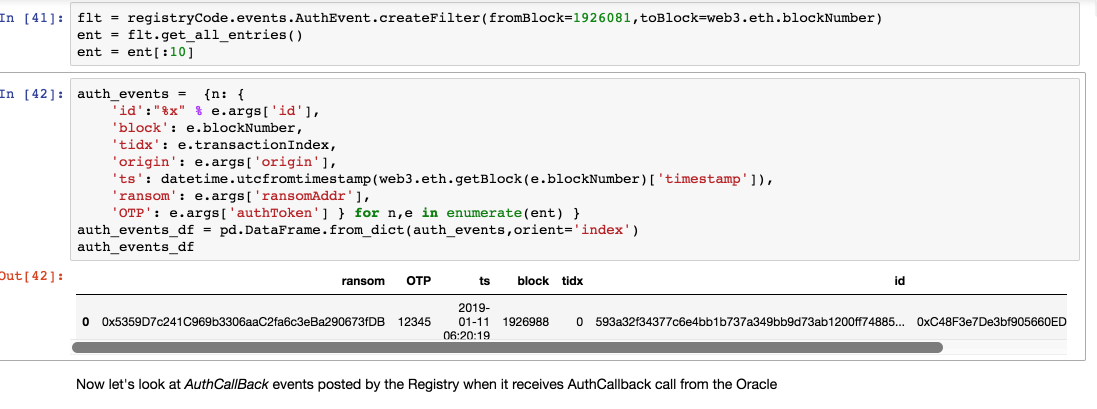 In [41]: flt = registryCode.events.AuthEvent.createFilter(fromBlock=1926081,toBlock=web3.eth.blockNumber)
ent = flt.get_all_entries()
ent = ent[:10]
In [42]: auth_events = {n: {
'id':"%x" % e.args['id'],
'block': e.blockNumber,
'tidx': e.transactionIndex,
'origin': e.args['origin'],
'ts': datetime.utcfromtimestamp(web3.eth.getBlock(e.blockNumber)['timestamp']),
'ransom': e.args['ransomAddr'],
'OTP': e.args['authToken'] } for n,e in enumerate(ent) }
auth_events_df = pd.DataFrame.from_dict(auth_events,orient='index')
auth_events_df
Out[42]:
ransom OTP ts block tidx id
0 0x5359D7c241C969b3306aaC2fa6c3eBa290673fDB 12345 2019-01-11 06:20:19 1926988 0 593a32f34377c6e4bb1b737a349bb9d73ab1200ff74885... 0xC48F3e7De3bf905660ED
Now let's look at AuthCallBack events posted by the Registry when it receives AuthCallback call from the Oracle